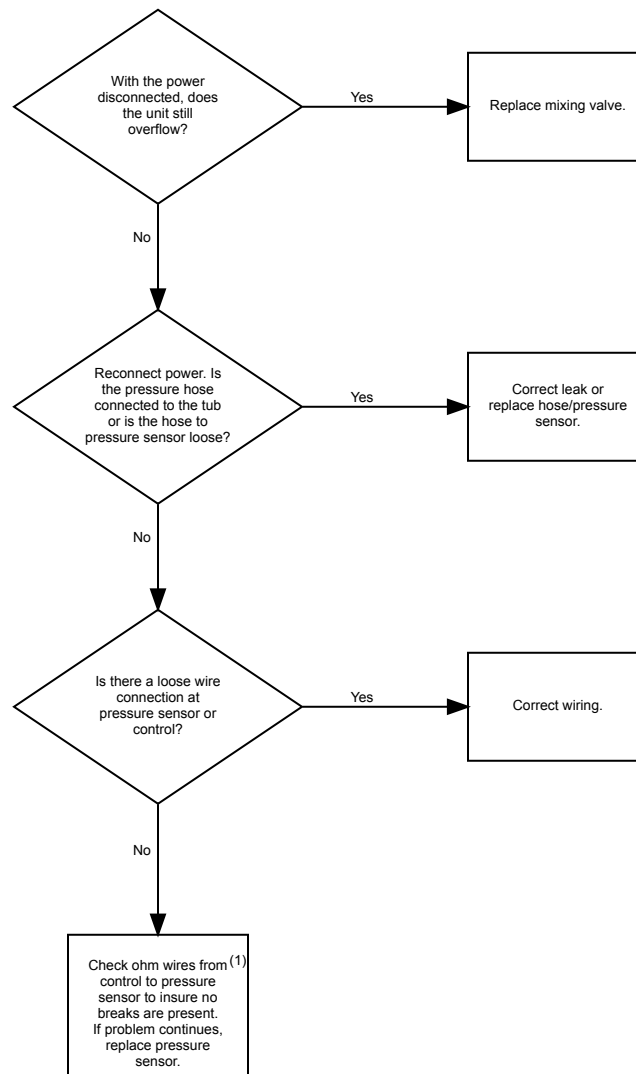 With the power
disconnected, does
the unit still
overflow?
Yes
Replace mixing valve.
No
Reconnect power. Is
the pressure hose
connected to the tub
or is the hose to
pressure sensor loose?
Yes
Correct leak or
replace hose/pressure
sensor.
No
Is there a loose wire
connection at
pressure sensor or
control?
Yes
Correct wiring.
No
Check ohm wires from (1)
control to pressure
sensor to insure no
breaks are present.
If problem continues,
replace pressure
sensor.